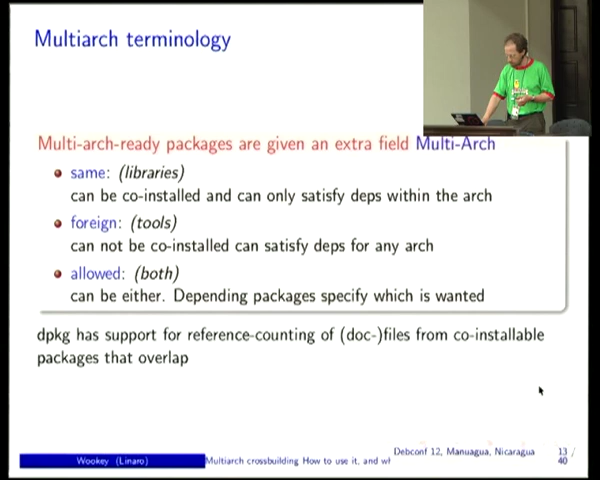 Multiarch terminology
Multi-arch-ready packages are given an extra field Multi-Arch
same: (libraries)
can be co-installed and can only satisfy deps within the arch
foreign: (tools)
can not be co-installed can satisfy deps for any arch
allowed: (both)
can be either. Depending packages specify which is wanted
dpkg has support for reference-counting of (doc-)files from co-installable
packages that overlap
Wookey (Linaro)
Multiarch crossbuilding How to use it, and wh
Debconf 12, Manuagua, Nicaragua
13 /
40